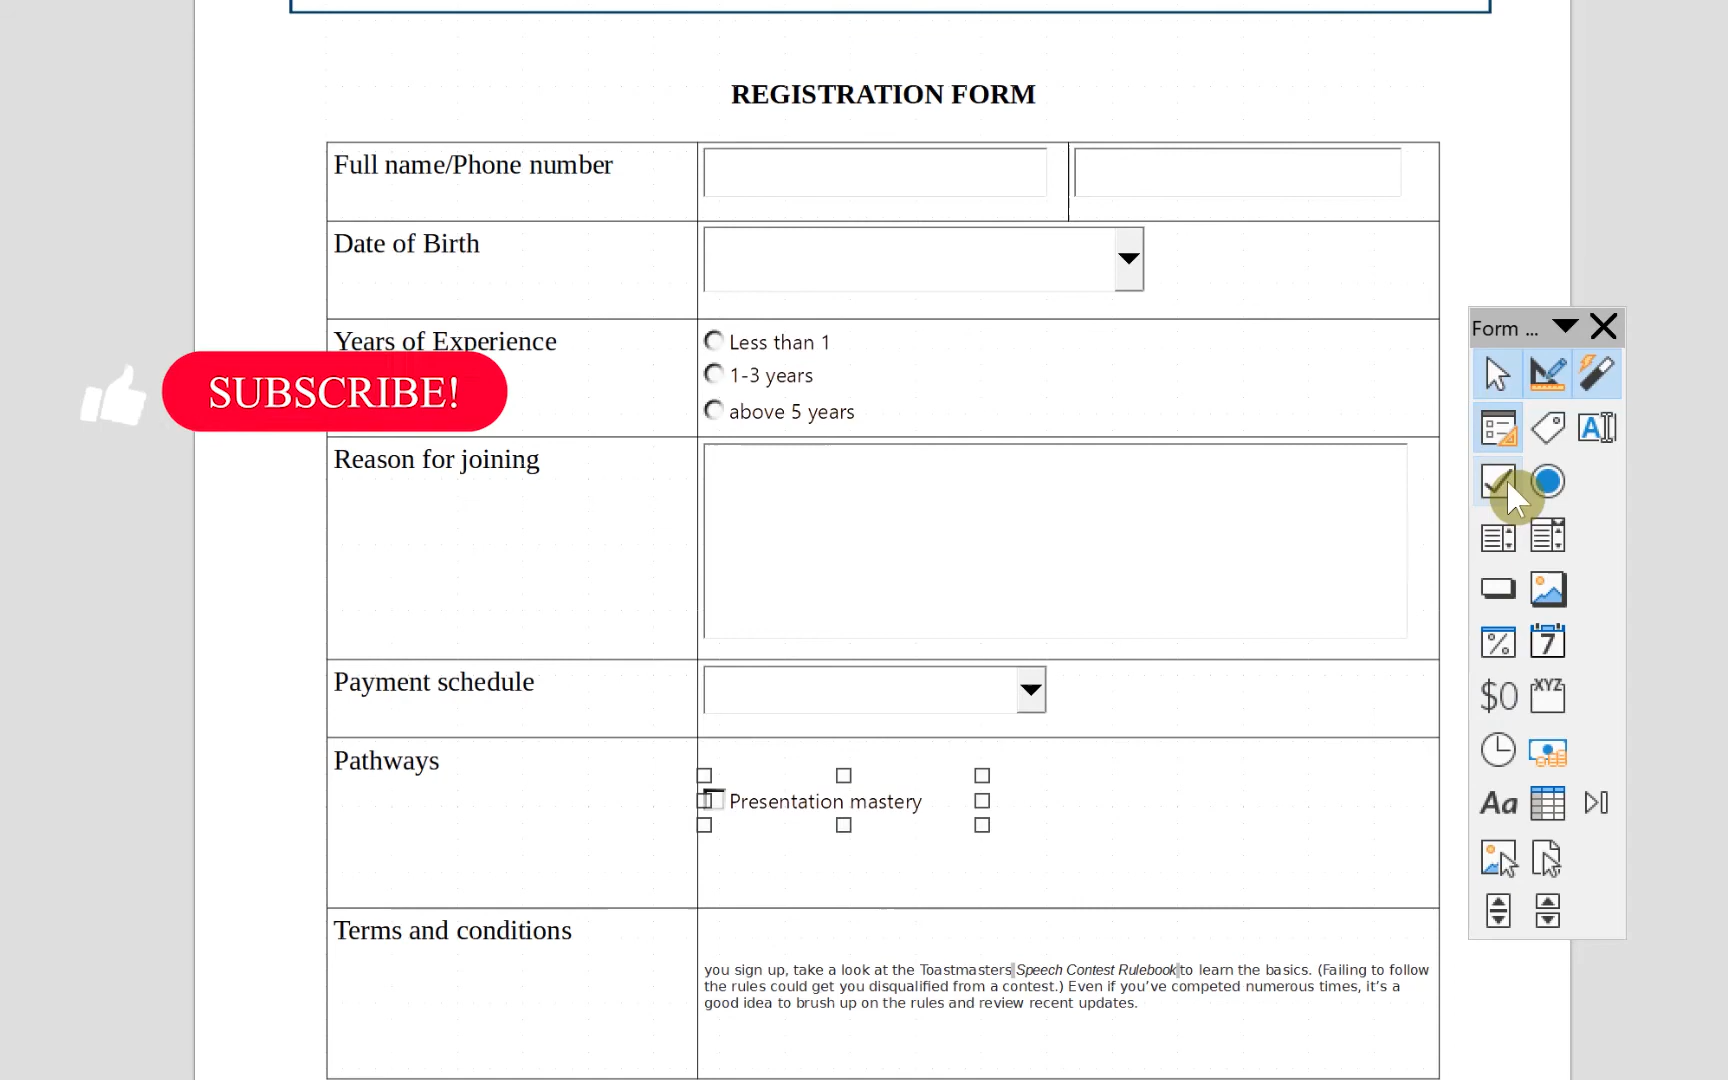 REGISTRATION FORM
Full name/Phone number
Date of Birth
Years of Experience
Less than 1
1-3 years
above 5 years
SUBSCRIBE!
Reason for joining
Payment schedule
Pathways
Presentation mastery
Terms and conditions
you sign up, take a look at the Toastmasters Speech Contest Rulebook to learn the basics. (Failing to follow
the rules could get you disqualified from a contest.) Even if you’ve competed numerous times, it’s a
good idea to brush up on the rules and review recent updates.
Form ...
A
7
$0
XYZ
Aa